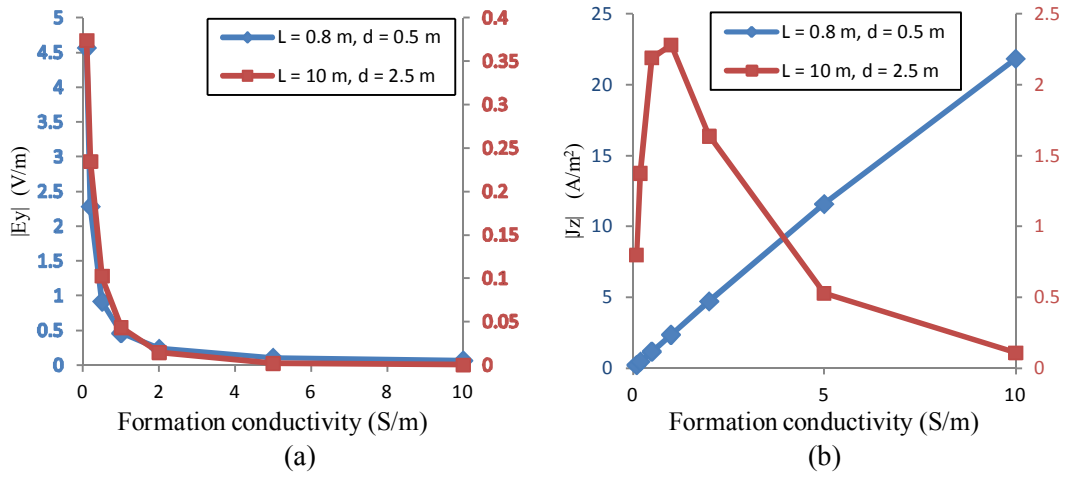 5
4.5
4
3.5
3
2.5
2
1.5
1
0.5
0
|Ey| (V/m)
L = 0.8 m, d = 0.5 m
L = 10 m, d = 2.5 m
0.4
0.35
0.3
0.25
0.2
0.15
0.1
0.05
0
0 2 4 6 8 10
Formation conductivity (S/m)
(a)
25
20
15
10
5
0
|Jz| (A/m²)
L = 0.8 m, d = 0.5 m
L = 10 m, d = 2.5 m
2.5
2
1.5
1
0.5
0
0 5 10
Formation conductivity (S/m)
(b)